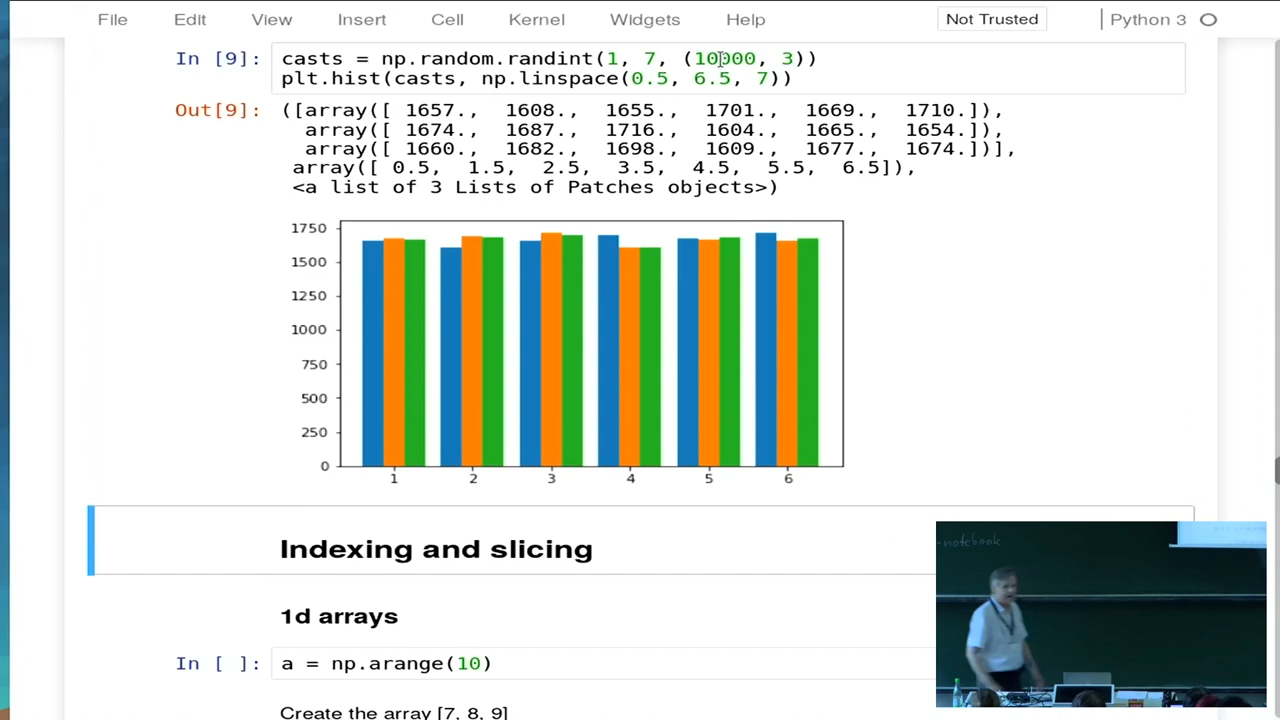 File Edit View Insert Cell Kernel Widgets Help Not Trusted Python 3
In [9]: casts = np.random.randint(1, 7, (10000, 3))
plt.hist(casts, np.linspace(0.5, 6.5, 7))
Out[9]: ([array([ 1657., 1608., 1655., 1701., 1669., 1710.]),
array([ 1674., 1687., 1716., 1604., 1665., 1654.]),
array([ 1660., 1682., 1698., 1609., 1677., 1674.])],
array([ 0.5, 1.5, 2.5, 3.5, 4.5, 5.5, 6.5]),
<a list of 3 Lists of Patches objects>)
1750
1500
1250
1000
750
500
250
0
1 2 3 4 5 6
Indexing and slicing
-notebook
1d arrays
In [ ]: a = np.arange(10)
Create the array [7, 8, 9]